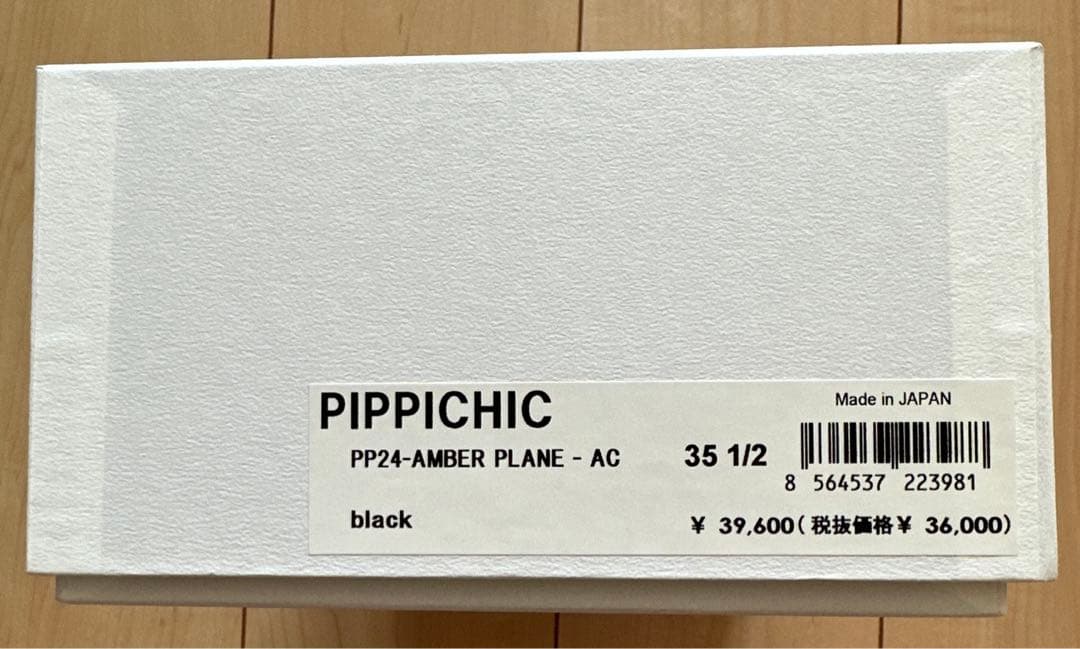 PIPPICHIC
Made in JAPAN
PP24-AMBER PLANE - AC
35 1/2
8 564537 223981
black
¥ 39,600(税抜価格¥ 36,000)